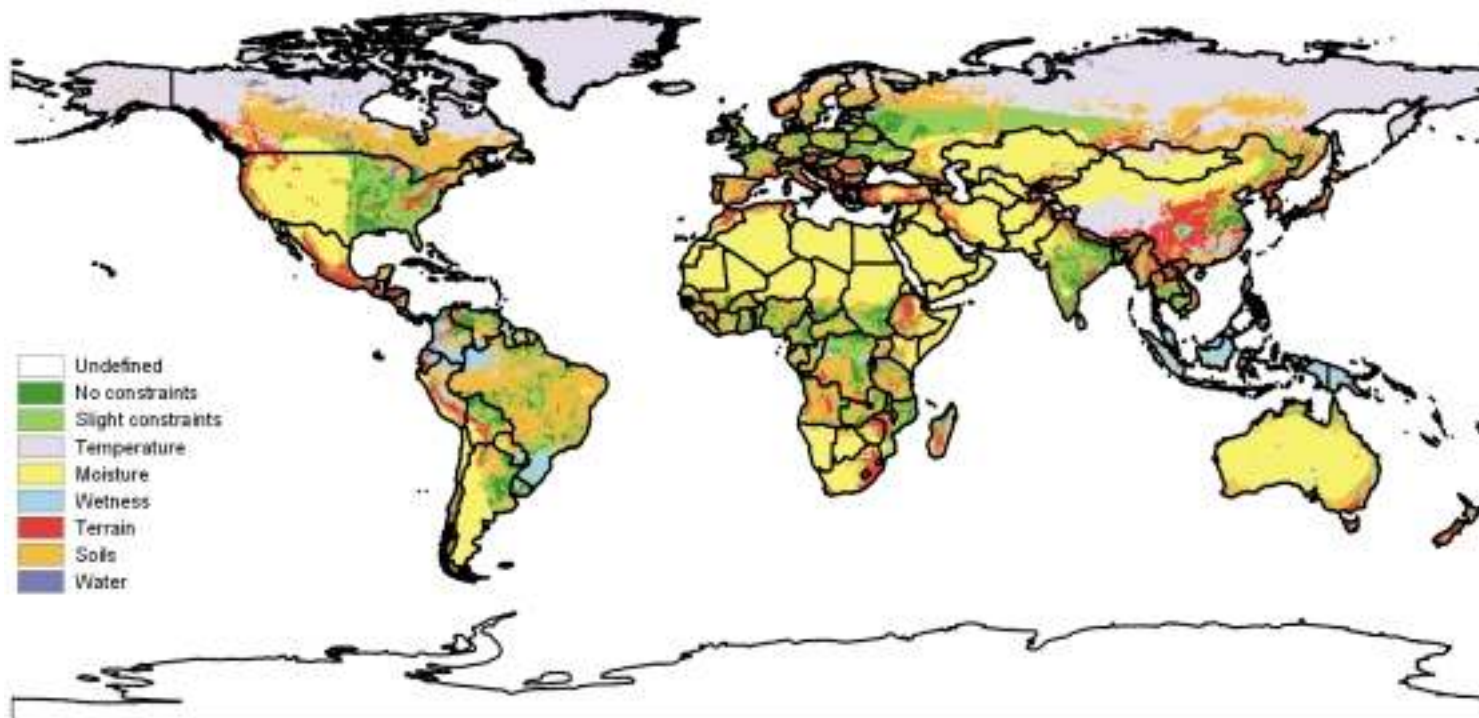 Undefined
No constraints
Slight constraints
Temperature
Moisture
Wetness
Terrain
Soils
Water